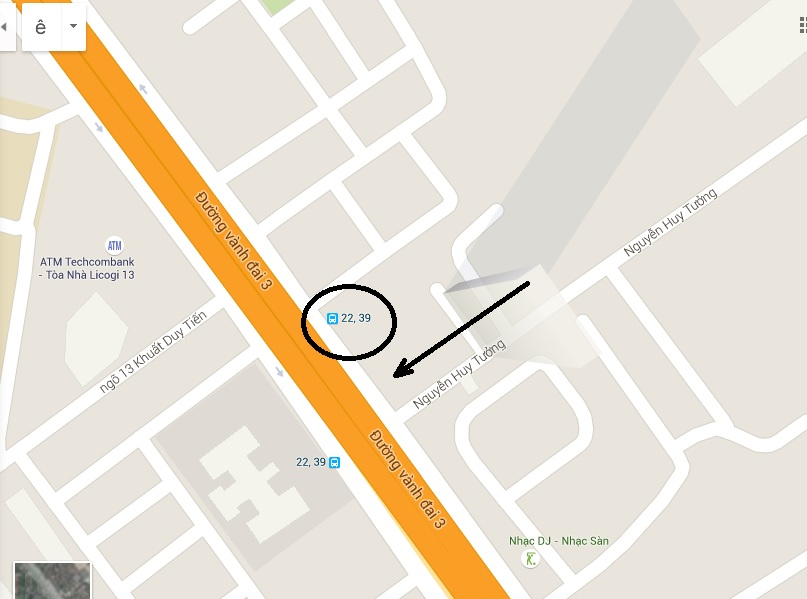 ê
Đường vành đai 3
Nguyễn Huy Tưởng
ATM
ATM Techcombank
- Tòa Nhà Licogi 13
22, 39
ngõ 13 Khuất Duy Tiến
Nguyễn Huy Tưởng
22, 39
Đường vành đai 3
Nhạc DJ - Nhạc Sàn